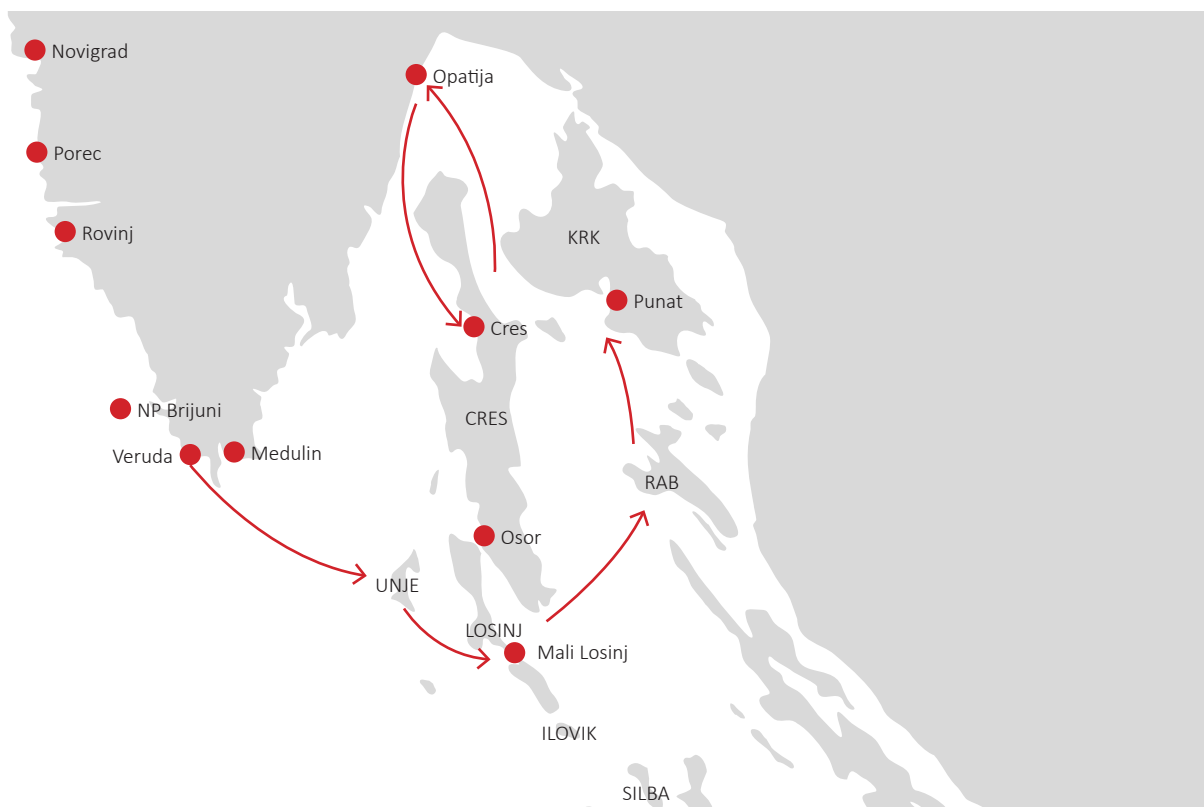 Novigrad
Opatija
Porec
Rovinj
KRK
Punat
Cres
NP Brijuni
CRES
Veruda
Medulin
RAB
Osor
UNJE
LOSINJ
Mali Losinj
ILOVIK
SILBA